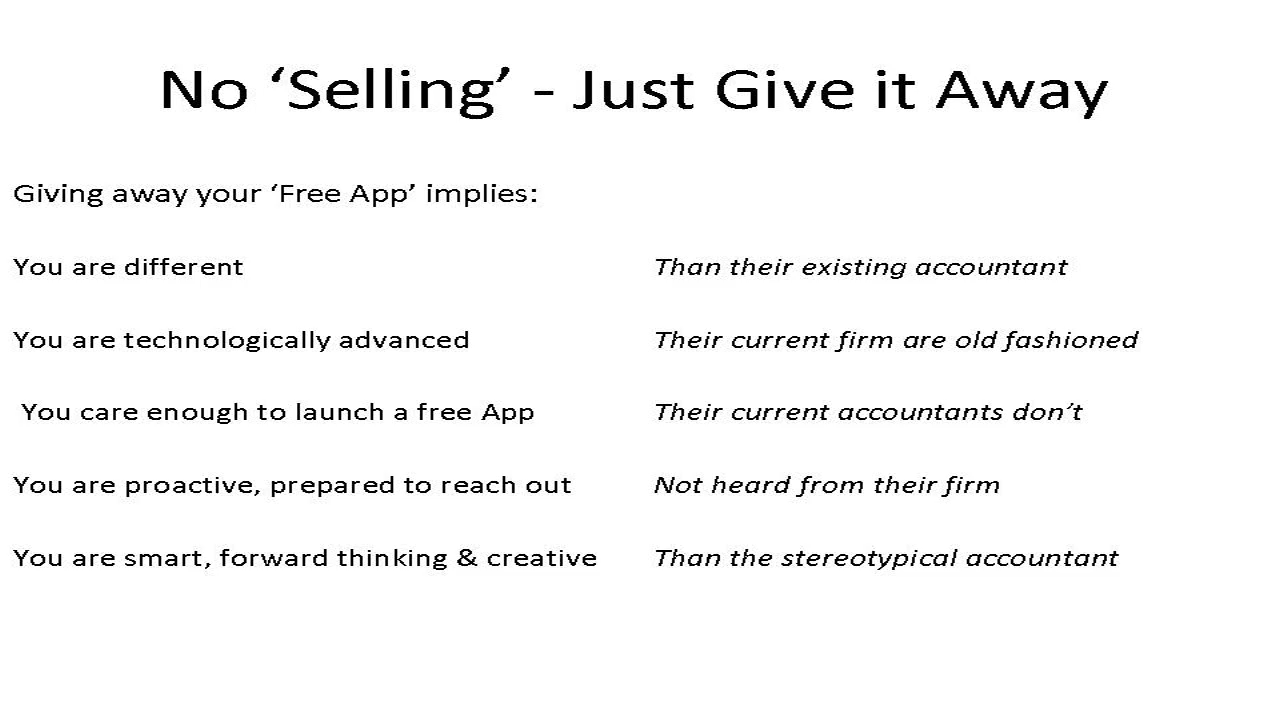 No ‘Selling’ - Just Give it Away
Giving away your ‘Free App’ implies:
You are different Than their existing accountant
You are technologically advanced Their current firm are old fashioned
You care enough to launch a free App Their current accountants don’t
You are proactive, prepared to reach out Not heard from their firm
You are smart, forward thinking & creative Than the stereotypical accountant